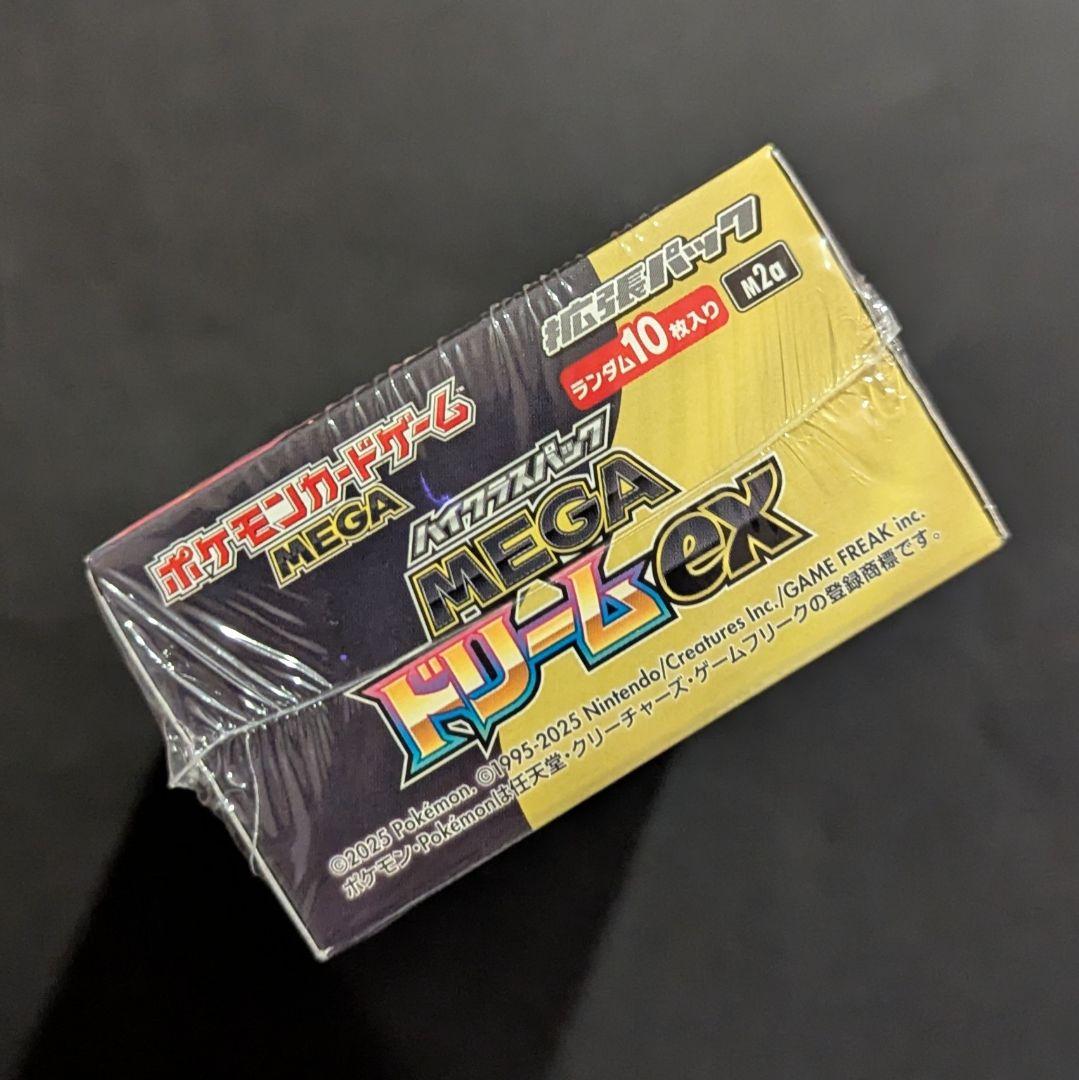 拡張パック
ランダム10枚入り
M2a
ポケモンカードゲーム™
MEGA
ハイクラスパック
MEGA
ドリームex
©2025 Pokémon. ©1995-2025 Nintendo/Creatures Inc./GAME FREAK inc.
ポケモン・Pokémonは任天堂・クリーチャーズ・ゲームフリークの登録商標です。